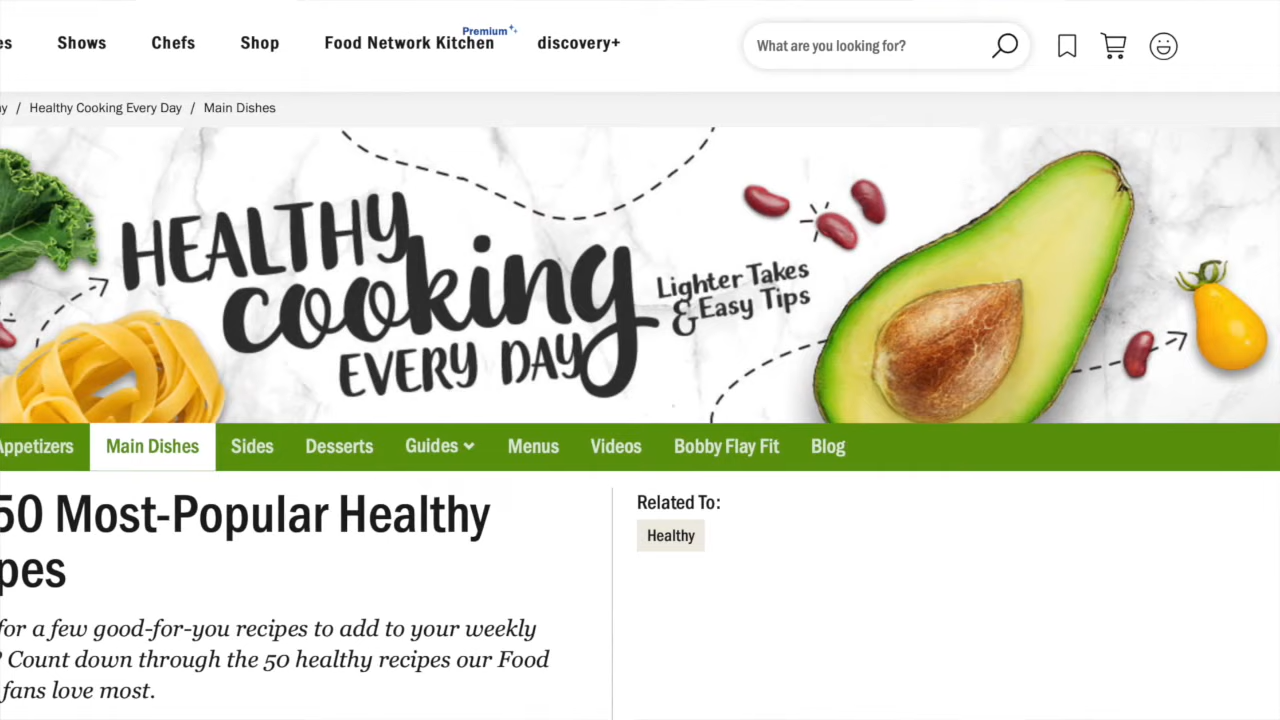 es Shows Chefs Shop Food Network Kitchen Premium discovery+ What are you looking for?
ay / Healthy Cooking Every Day / Main Dishes
HEALTHY
cooking
EVERY DAY
Lighter Takes
& Easy Tips
Appetizers Main Dishes Sides Desserts Guides Menus Videos Bobby Flay Fit Blog
50 Most-Popular Healthy
pes
for a few good-for-you recipes to add to your weekly
? Count down through the 50 healthy recipes our Food
fans love most.
Related To:
Healthy